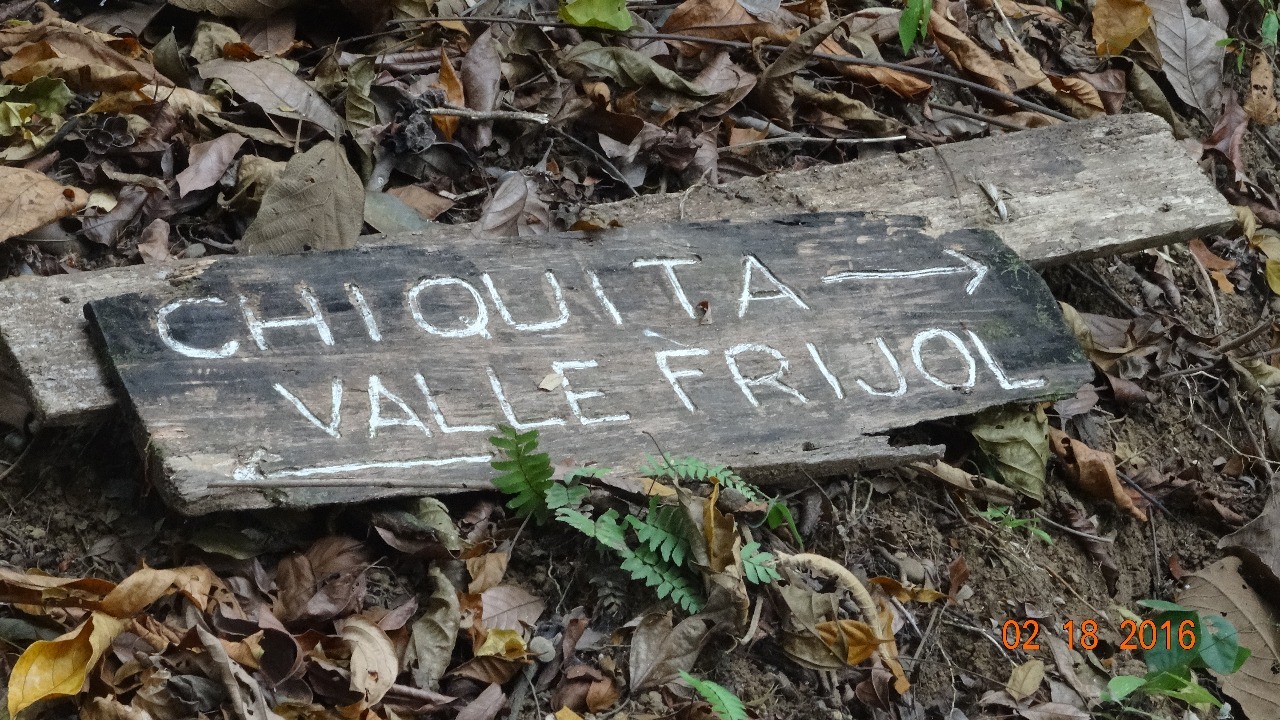 CHIQUITA →
VALLE FRIJOL
02 18 2016